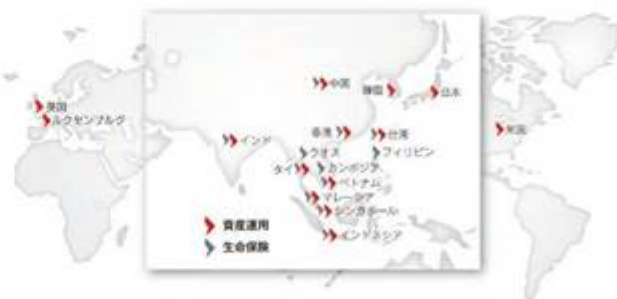 中国
韓国
日本
英国
ルクセンブルグ
米国
インド
香港
台湾
ラオス
フィリピン
タイ
カンボジア
ベトナム
マレーシア
シンガポール
インドネシア
資産運用
生命保険